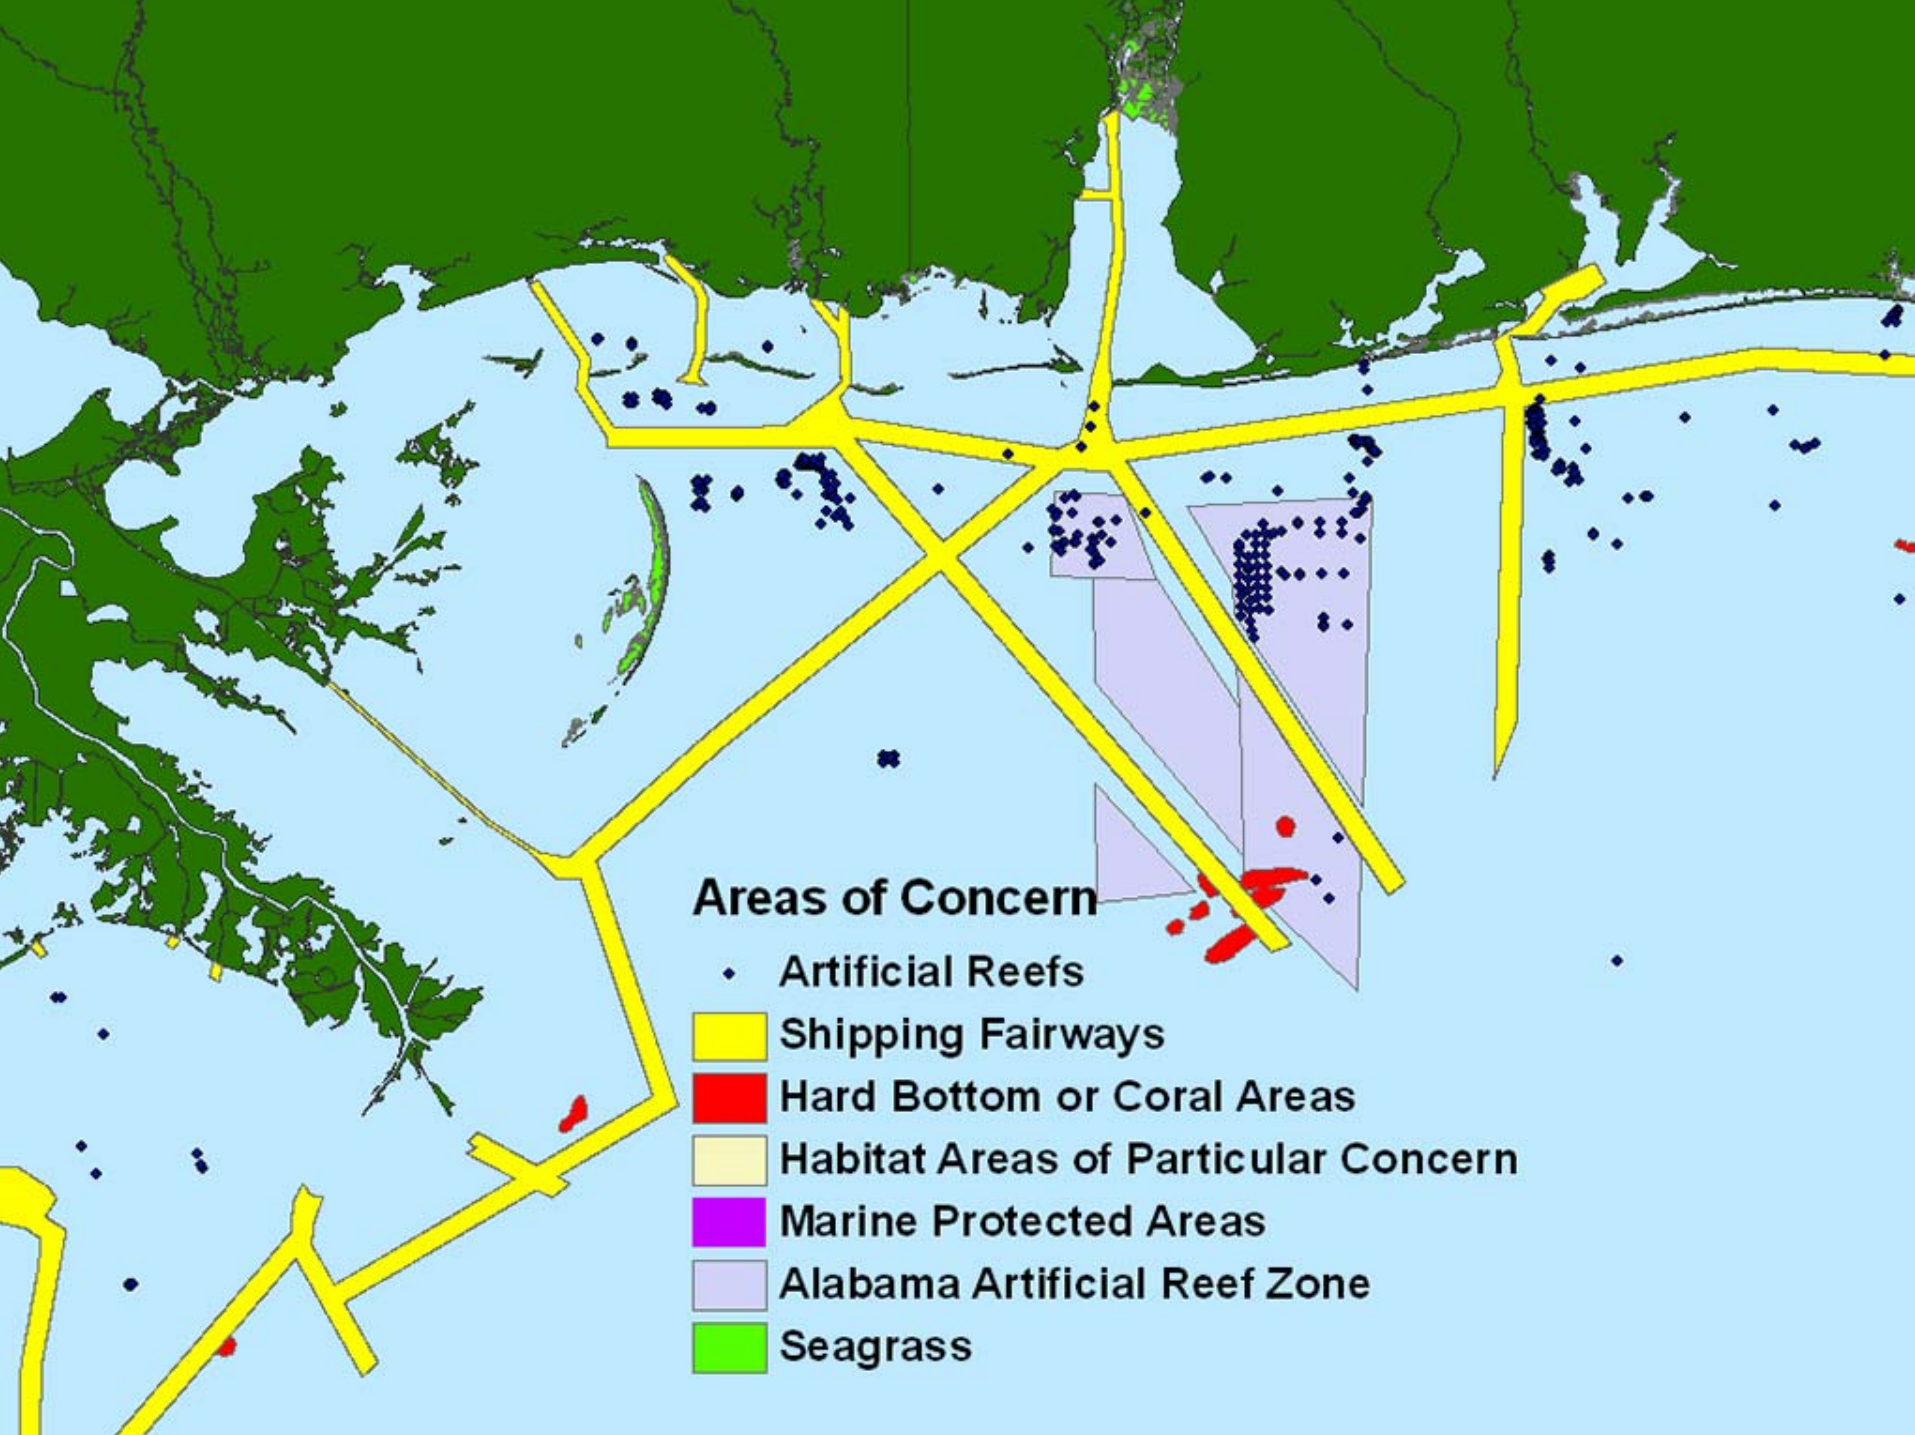 Areas of Concern
Artificial Reefs
Shipping Fairways
Hard Bottom or Coral Areas
Habitat Areas of Particular Concern
Marine Protected Areas
Alabama Artificial Reef Zone
Seagrass